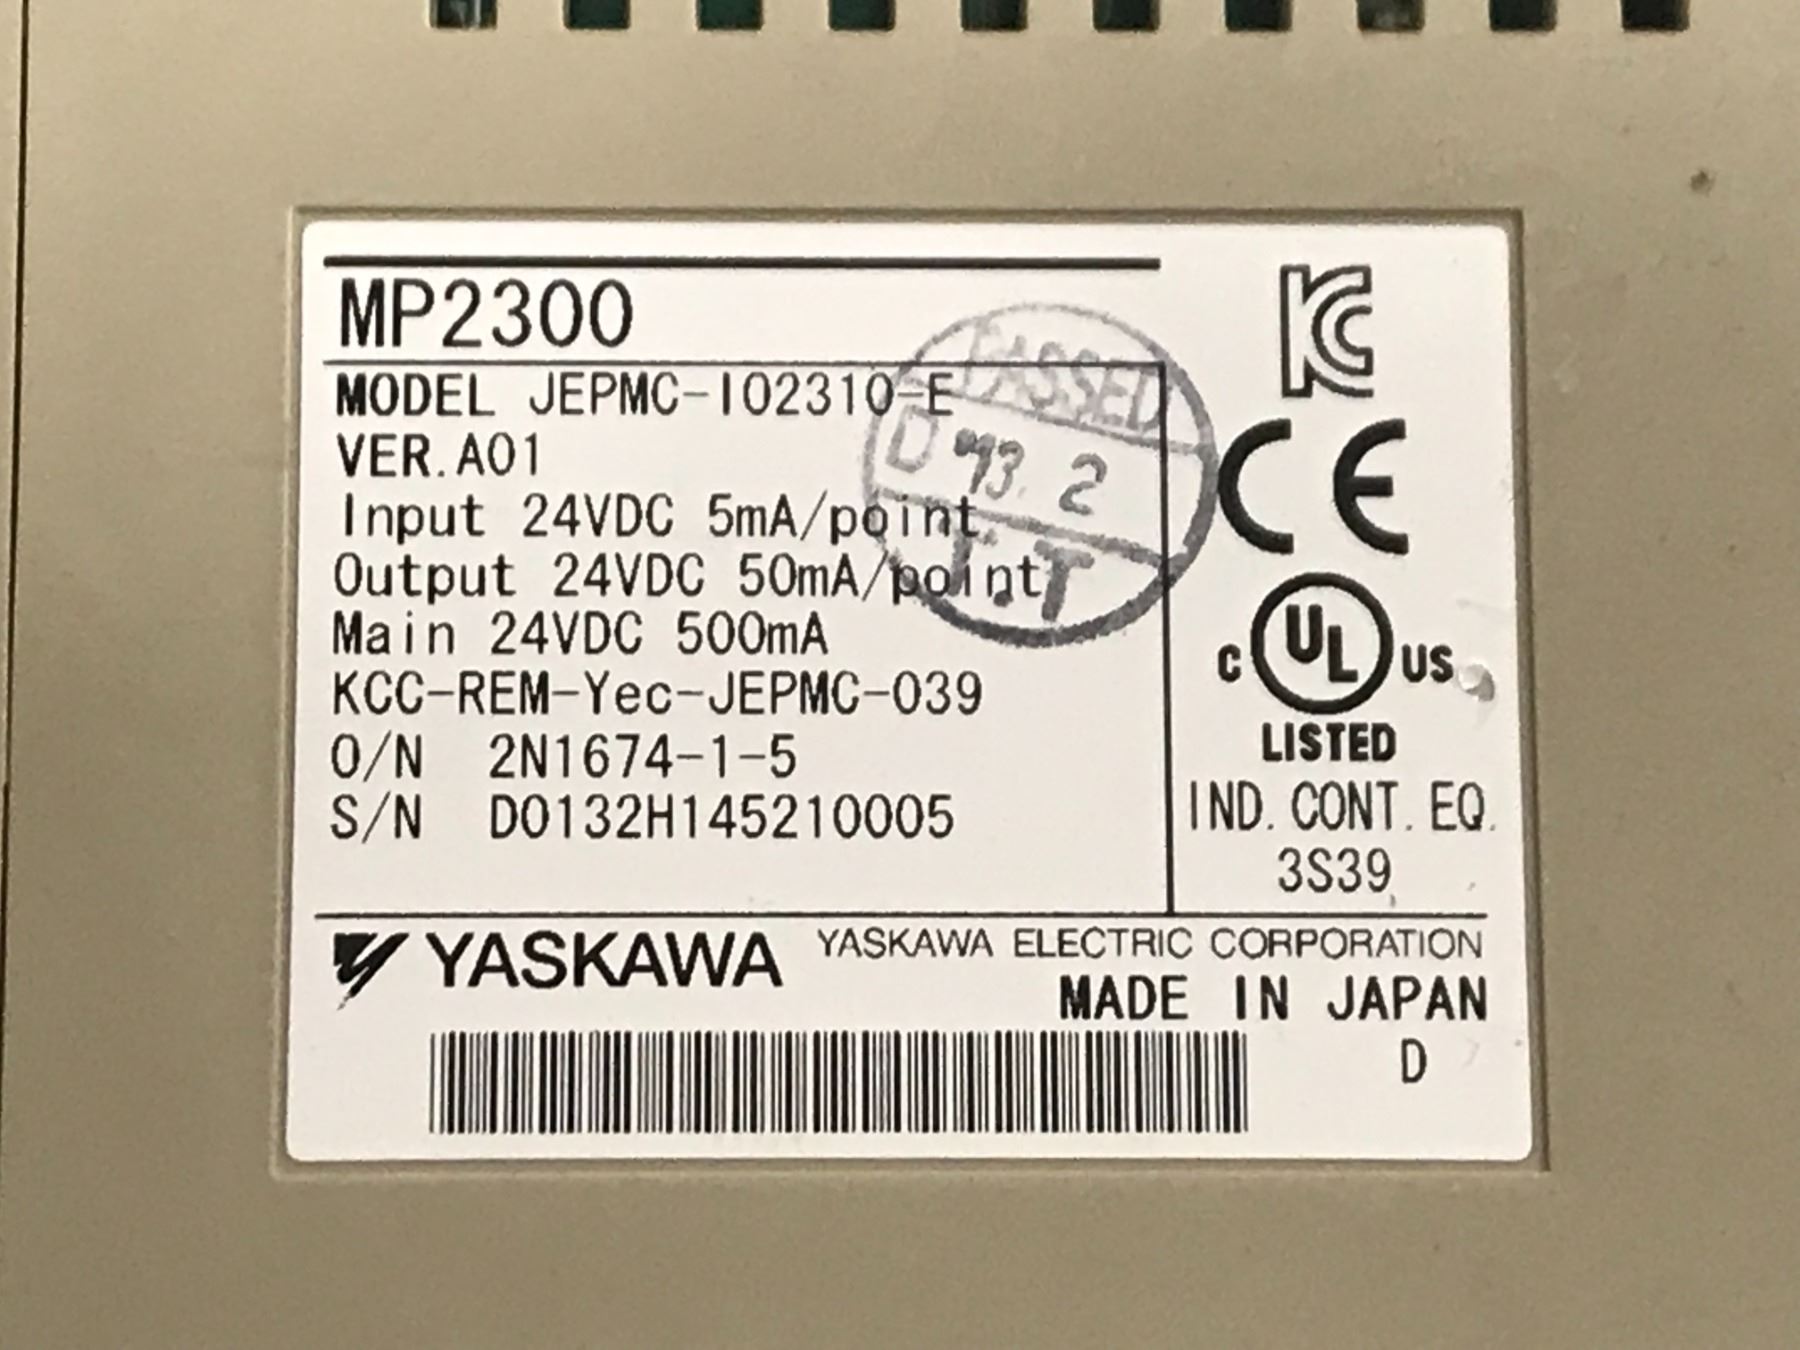 MP2300
MODEL JEPMC-IO2310-E
VER.A01
Input 24VDC 5mA/point
Output 24VDC 50mA/point
Main 24VDC 500mA
KCC-REM-Yec-JEPMC-039
O/N 2N1674-1-5
S/N D0132H145210005
PASSED
D '13. 2
T.T
KC
CE
C UL US
LISTED
IND. CONT. EQ.
3S39
YASKAWA YASKAWA ELECTRIC CORPORATION
MADE IN JAPAN
D